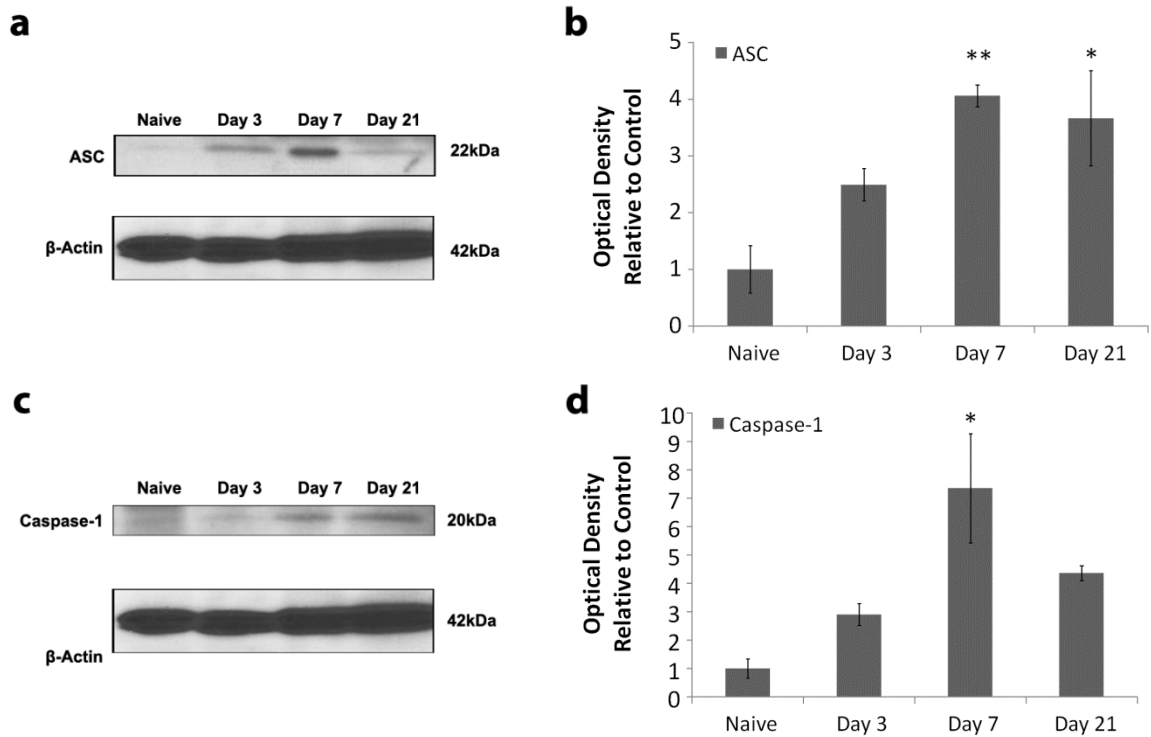 a
Naive Day 3 Day 7 Day 21
ASC 22kDa
β-Actin 42kDa
b
ASC
** *
Optical Density
Relative to Control
5
4
3
2
1
0
Naive Day 3 Day 7 Day 21
c
Naive Day 3 Day 7 Day 21
Caspase-1 20kDa
42kDa
β-Actin
d
Caspase-1
*
Optical Density
Relative to Control
10
9
8
7
6
5
4
3
2
1
0
Naive Day 3 Day 7 Day 21